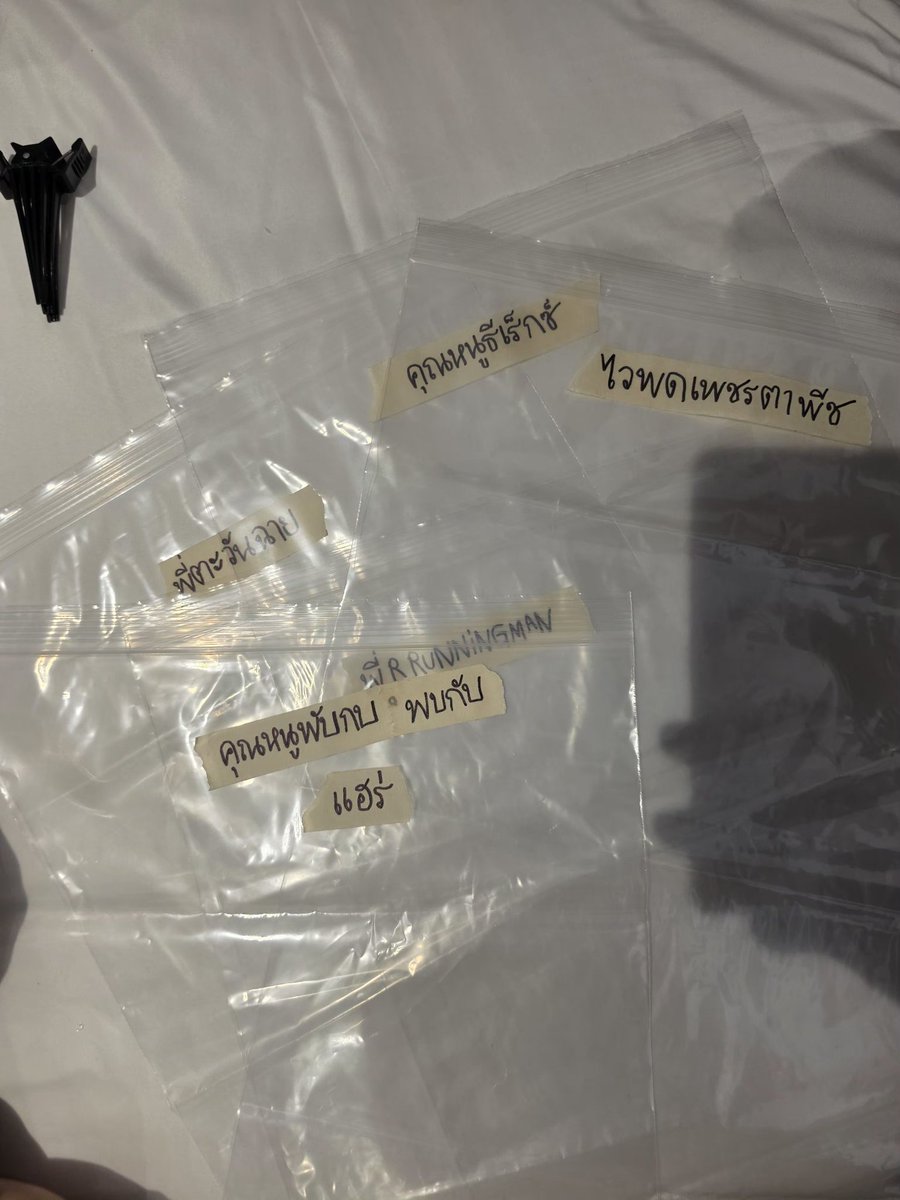 คุณหนูธีเร็กซ์
ไวพดเพชรตาพีช
พี่ตะวันฉาย
พี่ R RUNNiNGMAN
คุณหนูพับกบ พบกับ
แฮร่